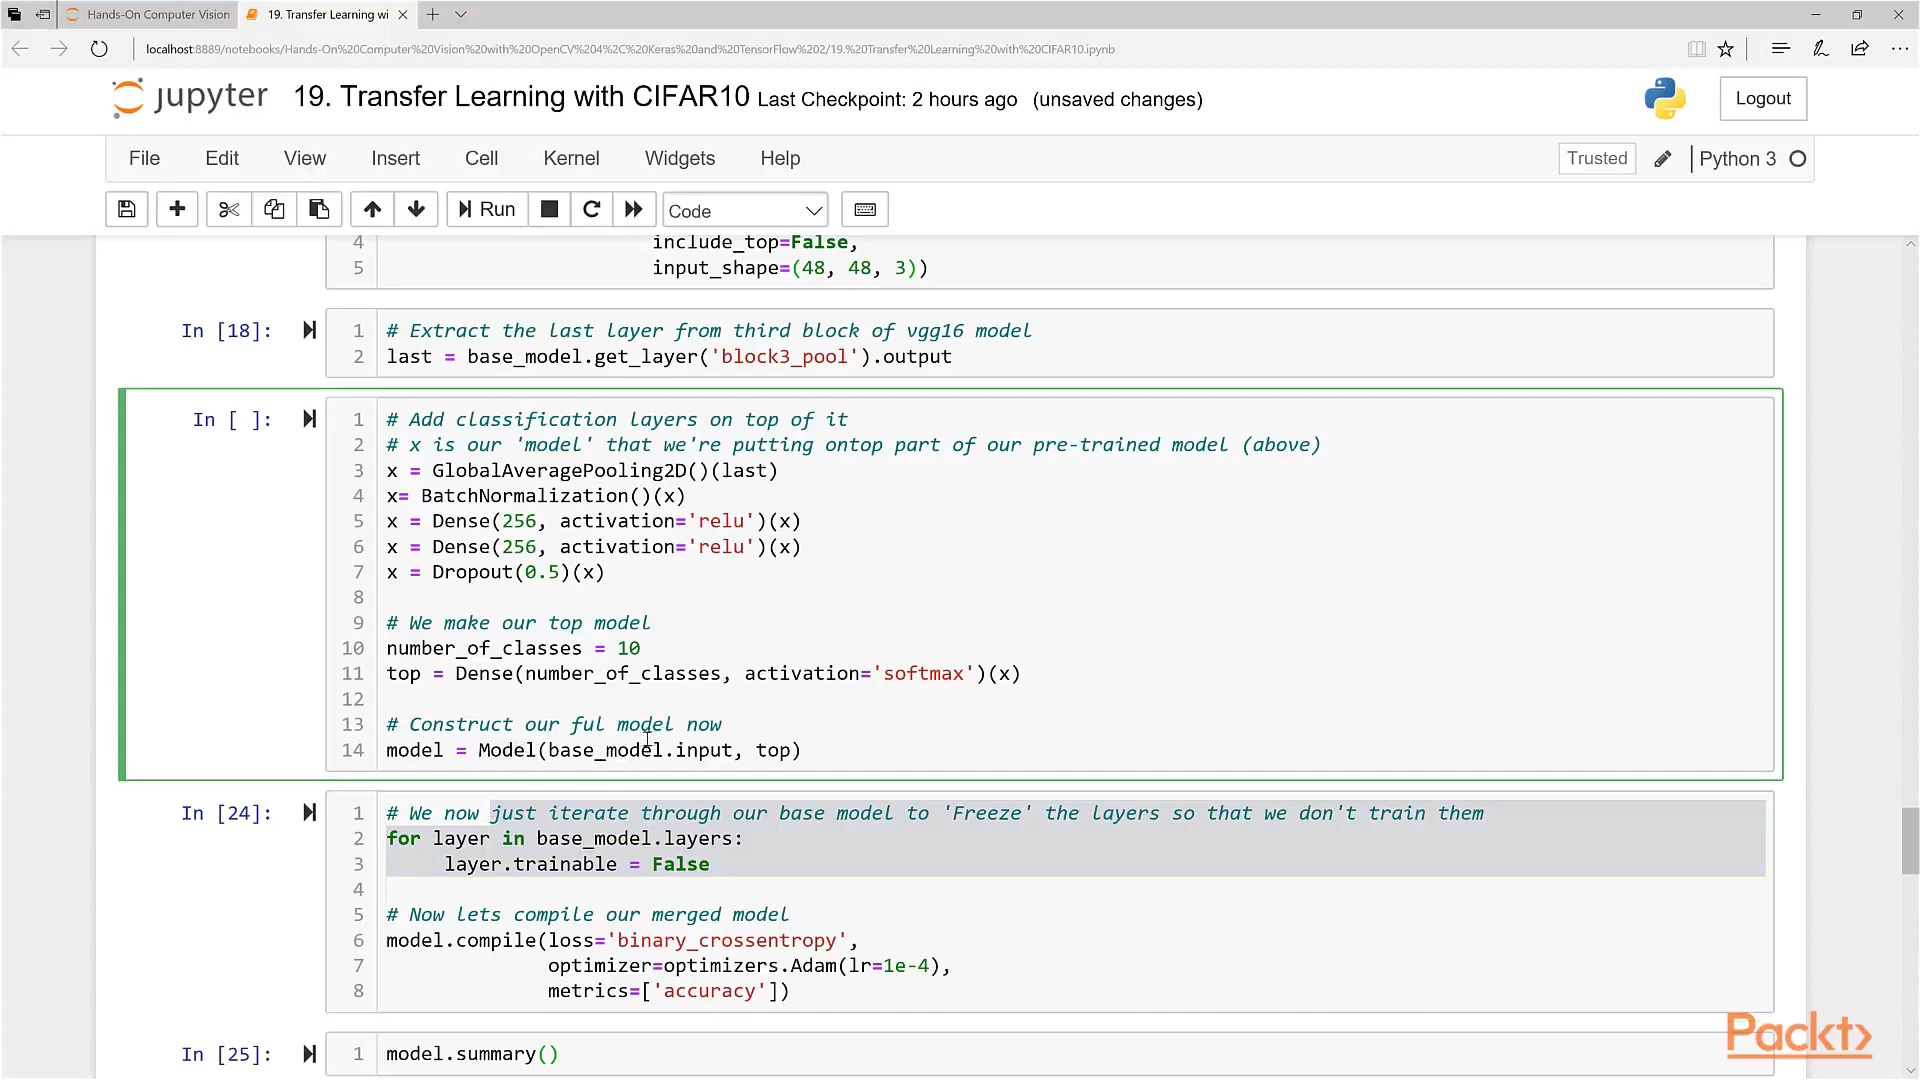 Hands-On Computer Vision
19. Transfer Learning wi
localhost:8889/notebooks/Hands-On%20Computer%20Vision%20with%20OpenCV%204%2C%20Keras%20and%20TensorFlow%202/19.%20Transfer%20Learning%20with%20CIFAR10.ipynb
jupyter 19. Transfer Learning with CIFAR10 Last Checkpoint: 2 hours ago (unsaved changes)
Logout
File Edit View Insert Cell Kernel Widgets Help
Trusted Python 3
Run Code
4 include_top=False,
5 input_shape=(48, 48, 3))
In [18]: 1 # Extract the last layer from third block of vgg16 model
2 last = base_model.get_layer('block3_pool').output
In [ ]: 1 # Add classification layers on top of it
2 # x is our 'model' that we're putting ontop part of our pre-trained model (above)
3 x = GlobalAveragePooling2D()(last)
4 x= BatchNormalization()(x)
5 x = Dense(256, activation='relu')(x)
6 x = Dense(256, activation='relu')(x)
7 x = Dropout(0.5)(x)
8
9 # We make our top model
10 number_of_classes = 10
11 top = Dense(number_of_classes, activation='softmax')(x)
12
13 # Construct our ful model now
14 model = Model(base_model.input, top)
In [24]: 1 # We now just iterate through our base model to 'Freeze' the layers so that we don't train them
2 for layer in base_model.layers:
3 layer.trainable = False
4
5 # Now lets compile our merged model
6 model.compile(loss='binary_crossentropy',
7 optimizer=optimizers.Adam(lr=1e-4),
8 metrics=['accuracy'])
In [25]: 1 model.summary()
Packt>